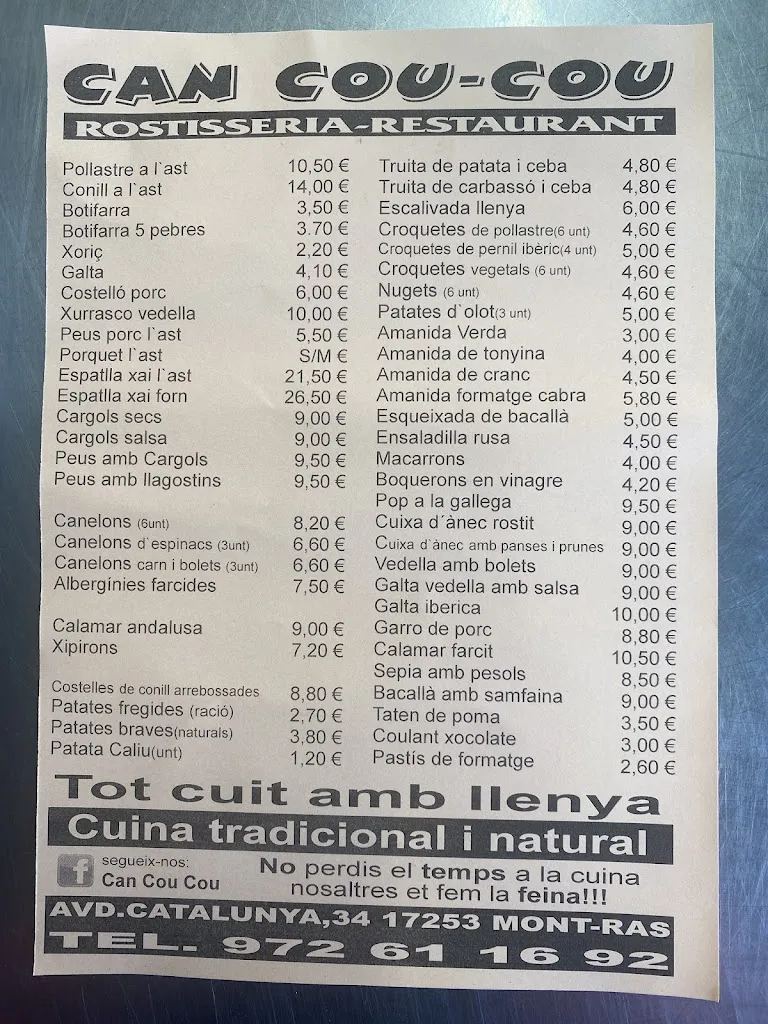 CAN COU-COU
ROSTISSERIA-RESTAURANT
Pollastre a l`ast 10,50 €
Conill a l`ast 14,00 €
Botifarra 3,50 €
Botifarra 5 pebres 3.70 €
Xoriç 2,20 €
Galta 4,10 €
Costelló porc 6,00 €
Xurrasco vedella 10,00 €
Peus porc l`ast 5,50 €
Porquet l`ast S/M €
Espatlla xai l`ast 21,50 €
Espatlla xai forn 26,50 €
Cargols secs 9,00 €
Cargols salsa 9,00 €
Peus amb Cargols 9,50 €
Peus amb llagostins 9,50 €
Canelons (6unt) 8,20 €
Canelons d`espinacs (3unt) 6,60 €
Canelons carn i bolets (3unt) 6,60 €
Albergínies farcides 7,50 €
Calamar andalusa 9,00 €
Xipirons 7,20 €
Costelles de conill arrebossades 8,80 €
Patates fregides (ració) 2,70 €
Patates braves(naturals) 3,80 €
Patata Caliu(unt) 1,20 €
Truita de patata i ceba 4,80 €
Truita de carbassó i ceba 4,80 €
Escalivada llenya 6,00 €
Croquetes de pollastre(6 unt) 4,60 €
Croquetes de pernil ibèric(4 unt) 5,00 €
Croquetes vegetals (6 unt) 4,60 €
Nugets (6 unt) 4,60 €
Patates d`olot(3 unt) 5,00 €
Amanida Verda 3,00 €
Amanida de tonyina 4,00 €
Amanida de cranc 4,50 €
Amanida formatge cabra 5,80 €
Esqueixada de bacallà 5,00 €
Ensaladilla rusa 4,50 €
Macarrons 4,00 €
Boquerons en vinagre 4,20 €
Pop a la gallega 9,50 €
Cuixa d´ànec rostit 9,00 €
Cuixa d`ànec amb panses i prunes 9,00 €
Vedella amb bolets 9,00 €
Galta vedella amb salsa 9,00 €
Galta iberica 10,00 €
Garro de porc 8,80 €
Calamar farcit 10,50 €
Sepia amb pesols 8,50 €
Bacallà amb samfaina 9,00 €
Taten de poma 3,50 €
Coulant xocolate 3,00 €
Pastís de formatge 2,60 €
Tot cuit amb llenya
Cuina tradicional i natural
f segueix-nos:
Can Cou Cou
No perdis el temps a la cuina
nosaltres et fem la feina!!!
AVD.CATALUNYA,34 17253 MONT-RAS
TEL. 972 61 16 92